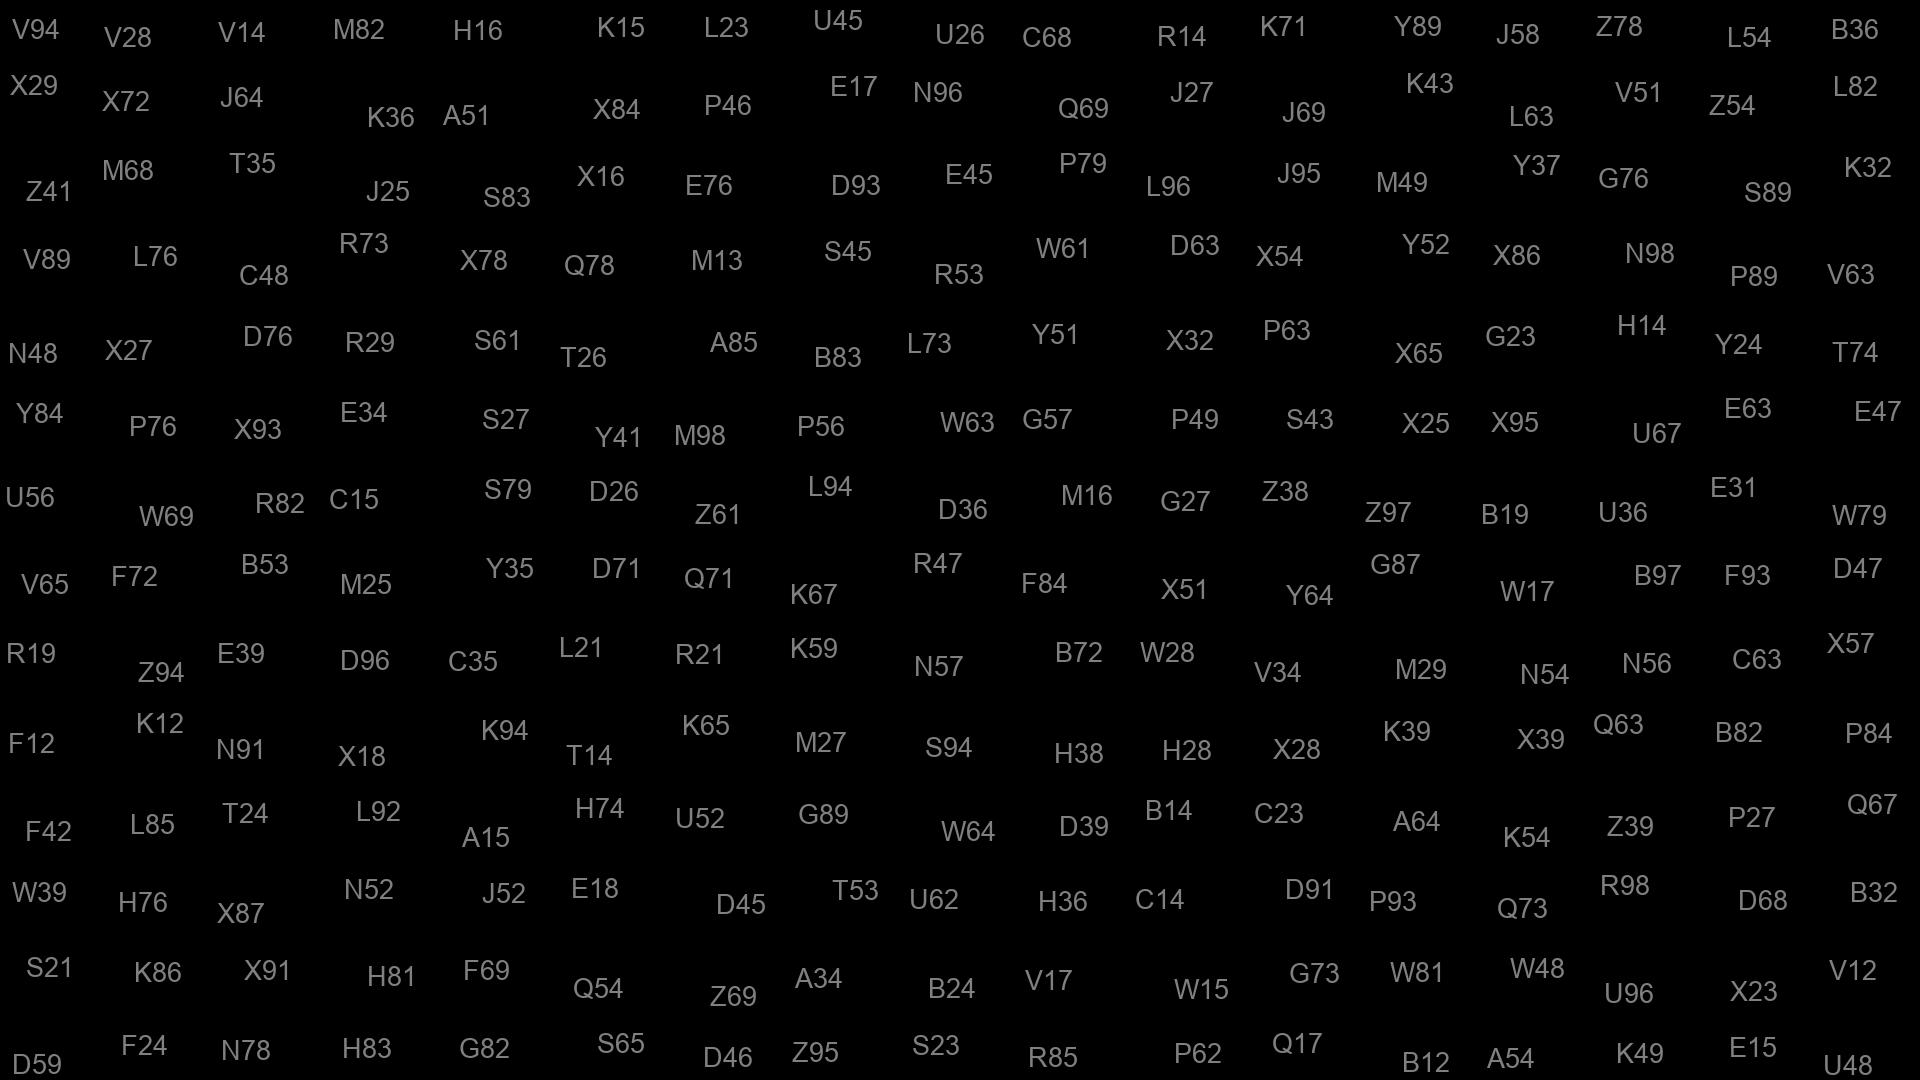 V94 V28 V14 M82 H16 K15 L23 U45 U26 C68 R14 K71 Y89 J58 Z78 L54 B36
X29 X72 J64 K36 A51 X84 P46 E17 N96 Q69 J27 J69 K43 L63 V51 Z54 L82
Z41 M68 T35 J25 S83 X16 E76 D93 E45 P79 L96 J95 M49 Y37 G76 S89 K32
V89 L76 C48 R73 X78 Q78 M13 S45 R53 W61 D63 X54 Y52 X86 N98 P89 V63
N48 X27 D76 R29 S61 T26 A85 B83 L73 Y51 X32 P63 X65 G23 H14 Y24 T74
Y84 P76 X93 E34 S27 Y41 M98 P56 W63 G57 P49 S43 X25 X95 U67 E63 E47
U56 W69 R82 C15 S79 D26 Z61 L94 D36 M16 G27 Z38 Z97 B19 U36 E31 W79
V65 F72 B53 M25 Y35 D71 Q71 K67 R47 F84 X51 Y64 G87 W17 B97 F93 D47
R19 Z94 E39 D96 C35 L21 R21 K59 N57 B72 W28 V34 M29 N54 N56 C63 X57
F12 K12 N91 X18 K94 T14 K65 M27 S94 H38 H28 X28 K39 X39 Q63 B82 P84
F42 L85 T24 L92 A15 H74 U52 G89 W64 D39 B14 C23 A64 K54 Z39 P27 Q67
W39 H76 X87 N52 J52 E18 D45 T53 U62 H36 C14 D91 P93 Q73 R98 D68 B32
S21 K86 X91 H81 F69 Q54 Z69 A34 B24 V17 W15 G73 W81 W48 U96 X23 V12
D59 F24 N78 H83 G82 S65 D46 Z95 S23 R85 P62 Q17 B12 A54 K49 E15 U48